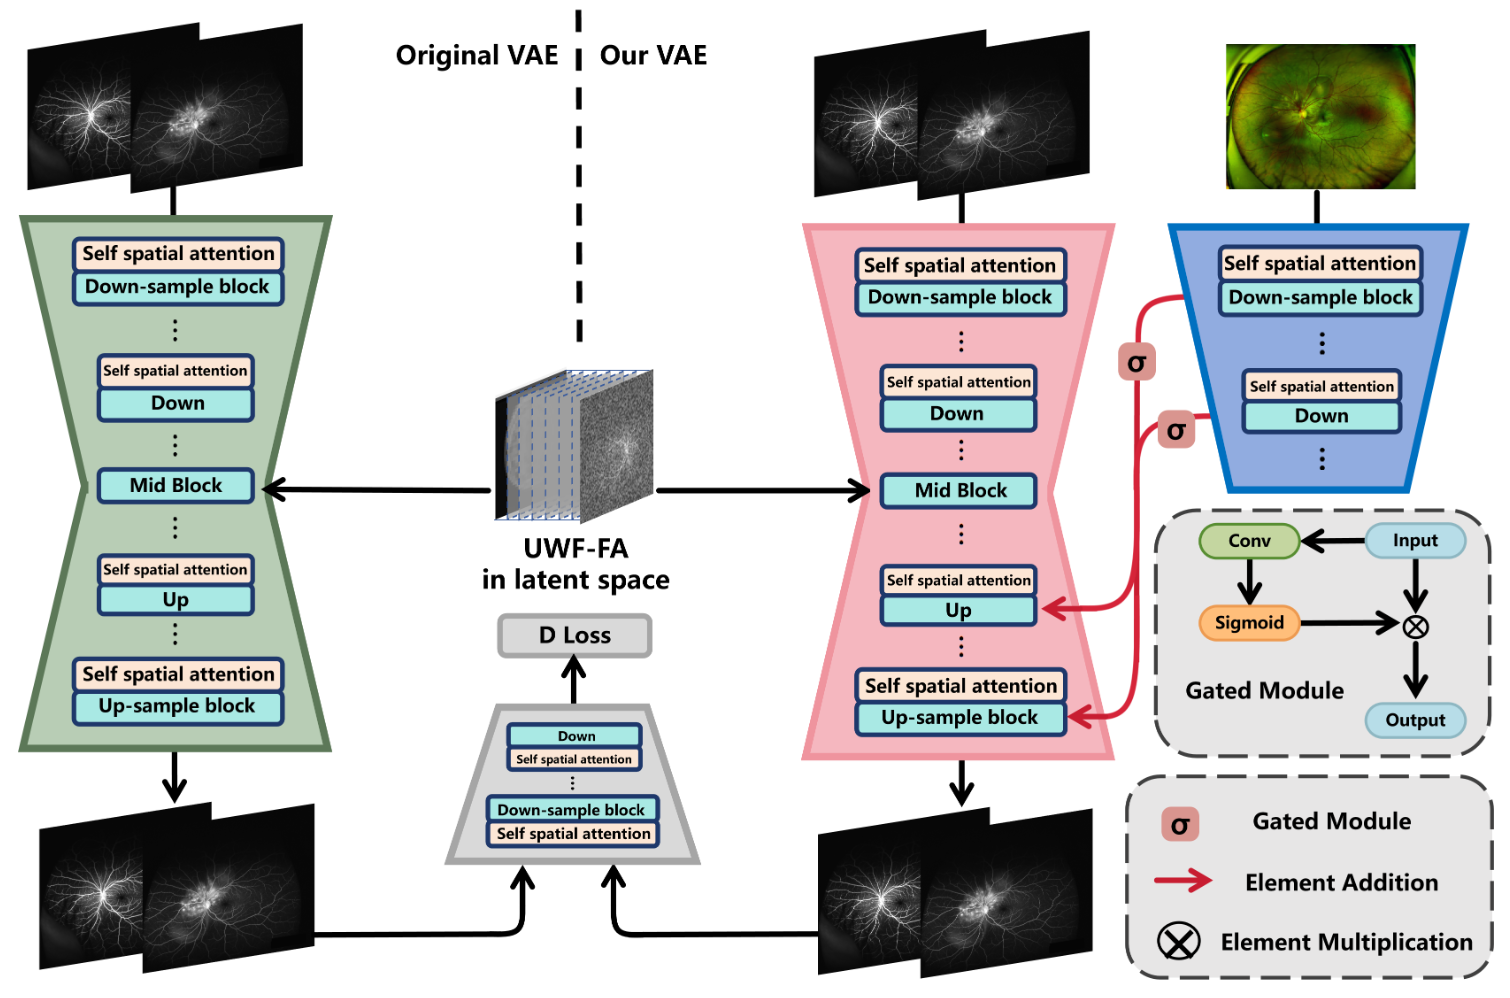 Original VAE
Our VAE
Self spatial attention
Down-sample block
Self spatial attention
Down
Mid Block
Self spatial attention
Up
Self spatial attention
Up-sample block
UWF-FA
in latent space
D Loss
Down
Self spatial attention
Down-sample block
Self spatial attention
Self spatial attention
Down-sample block
Self spatial attention
Down
Mid Block
Self spatial attention
Up
Self spatial attention
Up-sample block
σ
σ
Self spatial attention
Down-sample block
Self spatial attention
Down
Conv
Input
Sigmoid
Gated Module
Output
σ
Gated Module
Element Addition
Element Multiplication